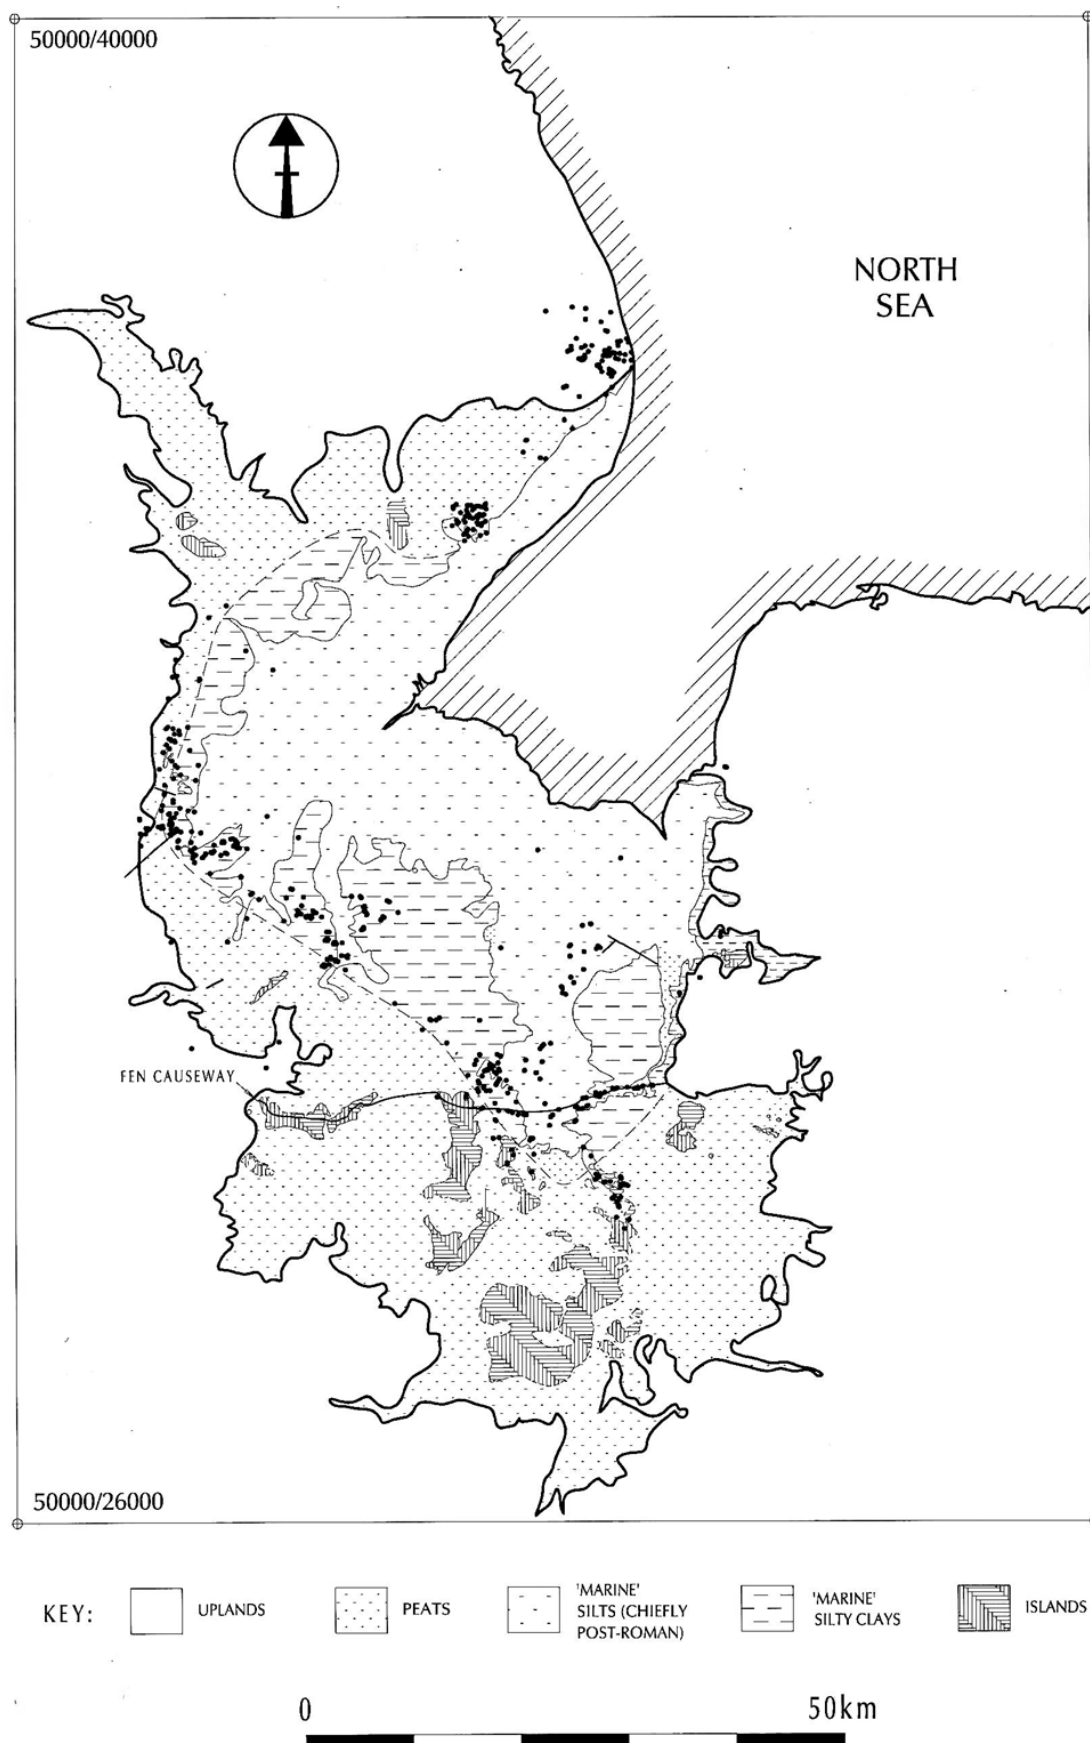 50000/40000
NORTH
SEA
FEN CAUSEWAY
50000/26000
KEY:
UPLANDS
PEATS
'MARINE'
SILTS (CHIEFLY
POST-ROMAN)
'MARINE'
SILTY CLAYS
ISLANDS
0
50km